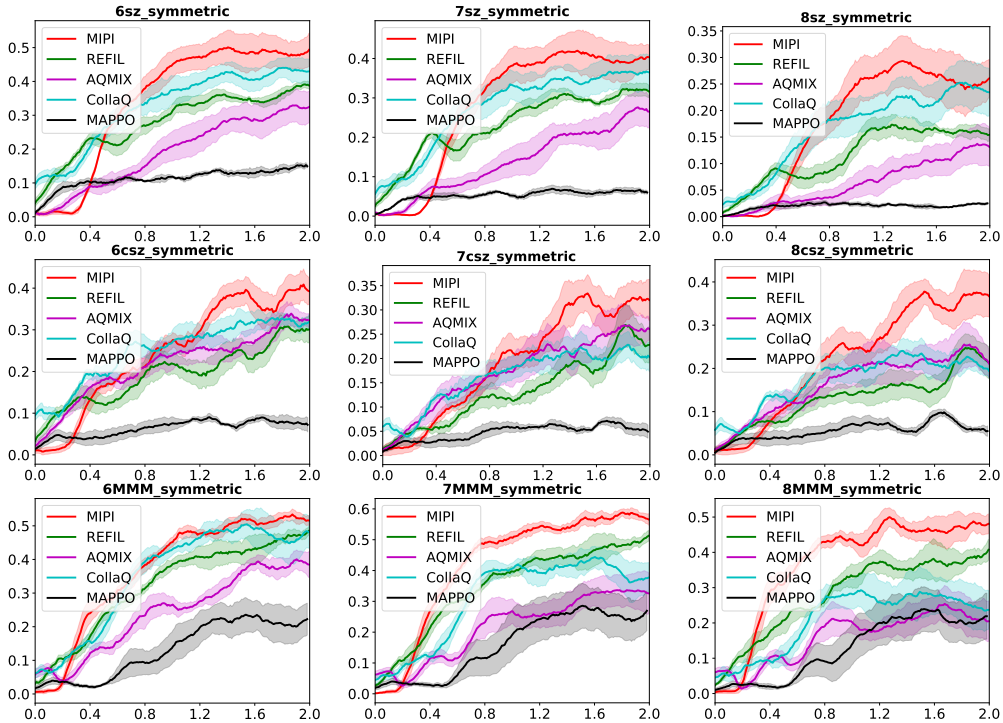 6sz_symmetric
0.5
0.4
0.3
0.2
0.1
0.0
MIPI
REFIL
AQMIX
CollaQ
MAPPO
0.0 0.4 0.8 1.2 1.6 2.0
7sz_symmetric
0.4
0.3
0.2
0.1
0.0
MIPI
REFIL
AQMIX
CollaQ
MAPPO
0.0 0.4 0.8 1.2 1.6 2.0
8sz_symmetric
0.35
0.30
0.25
0.20
0.15
0.10
0.05
0.00
MIPI
REFIL
AQMIX
CollaQ
MAPPO
0.0 0.4 0.8 1.2 1.6 2.0
6csz_symmetric
0.4
0.3
0.2
0.1
0.0
MIPI
REFIL
AQMIX
CollaQ
MAPPO
0.0 0.4 0.8 1.2 1.6 2.0
7csz_symmetric
0.35
0.30
0.25
0.20
0.15
0.10
0.05
0.00
MIPI
REFIL
AQMIX
CollaQ
MAPPO
0.0 0.4 0.8 1.2 1.6 2.0
8csz_symmetric
0.4
0.3
0.2
0.1
0.0
MIPI
REFIL
AQMIX
CollaQ
MAPPO
0.0 0.4 0.8 1.2 1.6 2.0
6MMM_symmetric
0.5
0.4
0.3
0.2
0.1
0.0
MIPI
REFIL
AQMIX
CollaQ
MAPPO
0.0 0.4 0.8 1.2 1.6 2.0
7MMM_symmetric
0.6
0.5
0.4
0.3
0.2
0.1
0.0
MIPI
REFIL
AQMIX
CollaQ
MAPPO
0.0 0.4 0.8 1.2 1.6 2.0
8MMM_symmetric
0.5
0.4
0.3
0.2
0.1
0.0
MIPI
REFIL
AQMIX
CollaQ
MAPPO
0.0 0.4 0.8 1.2 1.6 2.0